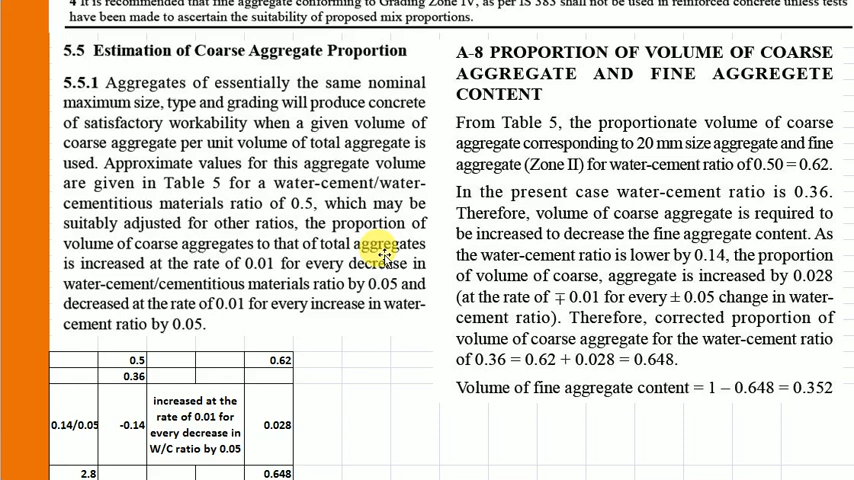 4 It is recommended that fine aggregate conforming to Grading Zone IV, as per IS 383 shall not be used in reinforced concrete unless tests
have been made to ascertain the suitability of proposed mix proportions.
5.5 Estimation of Coarse Aggregate Proportion
5.5.1 Aggregates of essentially the same nominal
maximum size, type and grading will produce concrete
of satisfactory workability when a given volume of
coarse aggregate per unit volume of total aggregate is
used. Approximate values for this aggregate volume
are given in Table 5 for a water-cement/water-
cementitious materials ratio of 0.5, which may be
suitably adjusted for other ratios, the proportion of
volume of coarse aggregates to that of total aggregates
is increased at the rate of 0.01 for every decrease in
water-cement/cementitious materials ratio by 0.05 and
decreased at the rate of 0.01 for every increase in water-
cement ratio by 0.05.
0.5 0.62
0.36
increased at the
rate of 0.01 for
0.14/0.05 -0.14 every decrease in 0.028
W/C ratio by 0.05
2.8 0.648
A-8 PROPORTION OF VOLUME OF COARSE
AGGREGATE AND FINE AGGREGETE
CONTENT
From Table 5, the proportionate volume of coarse
aggregate corresponding to 20 mm size aggregate and fine
aggregate (Zone II) for water-cement ratio of 0.50 = 0.62.
In the present case water-cement ratio is 0.36.
Therefore, volume of coarse aggregate is required to
be increased to decrease the fine aggregate content. As
the water-cement ratio is lower by 0.14, the proportion
of volume of coarse, aggregate is increased by 0.028
(at the rate of ∓ 0.01 for every ± 0.05 change in water-
cement ratio). Therefore, corrected proportion of
volume of coarse aggregate for the water-cement ratio
of 0.36 = 0.62 + 0.028 = 0.648.
Volume of fine aggregate content = 1 – 0.648 = 0.352